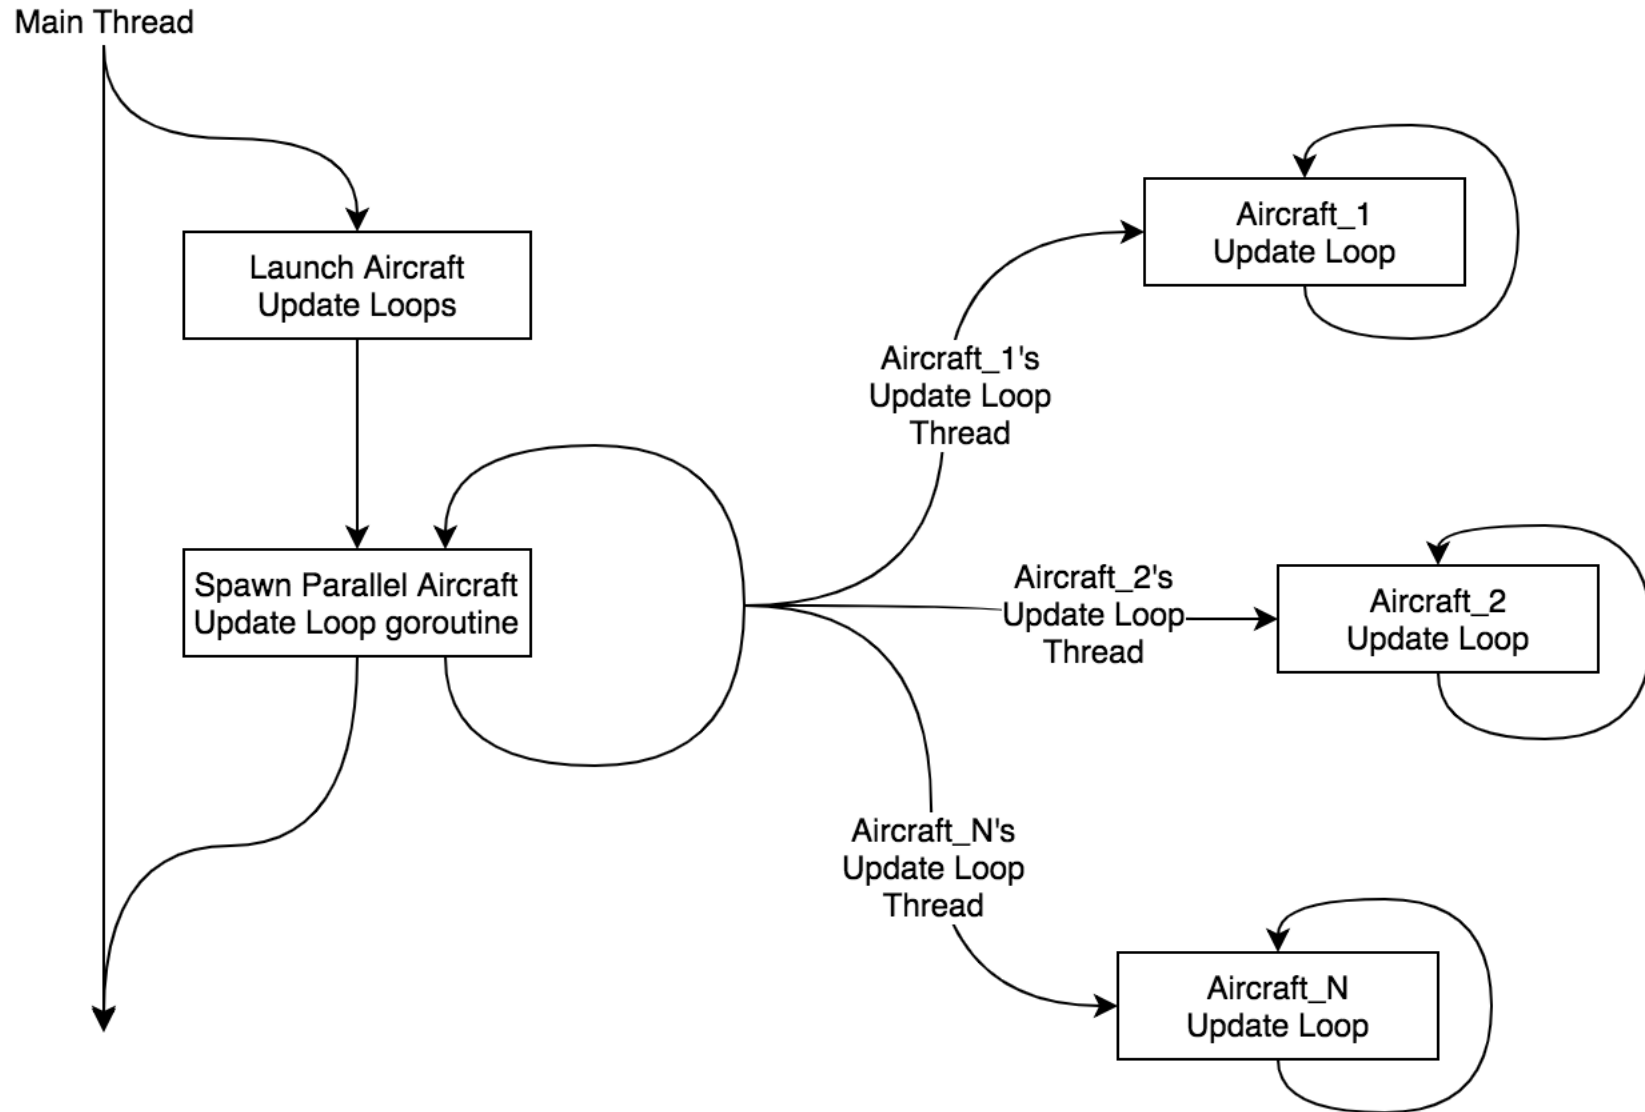 Main Thread
Launch Aircraft
Update Loops
Spawn Parallel Aircraft
Update Loop goroutine
Aircraft_1's
Update Loop
Thread
Aircraft_1
Update Loop
Aircraft_2's
Update Loop
Thread
Aircraft_2
Update Loop
Aircraft_N's
Update Loop
Thread
Aircraft_N
Update Loop